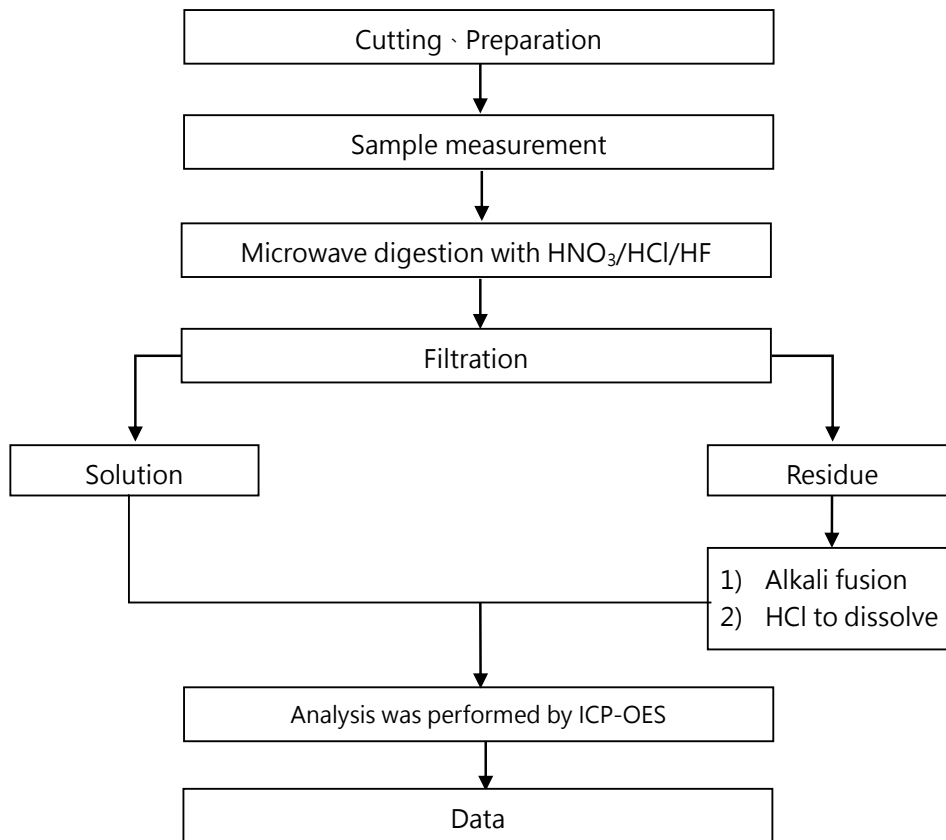 Cutting、Preparation
Sample measurement
Microwave digestion with HNO₃/HCl/HF
Filtration
Solution
Residue
1) Alkali fusion
2) HCl to dissolve
Analysis was performed by ICP-OES
Data